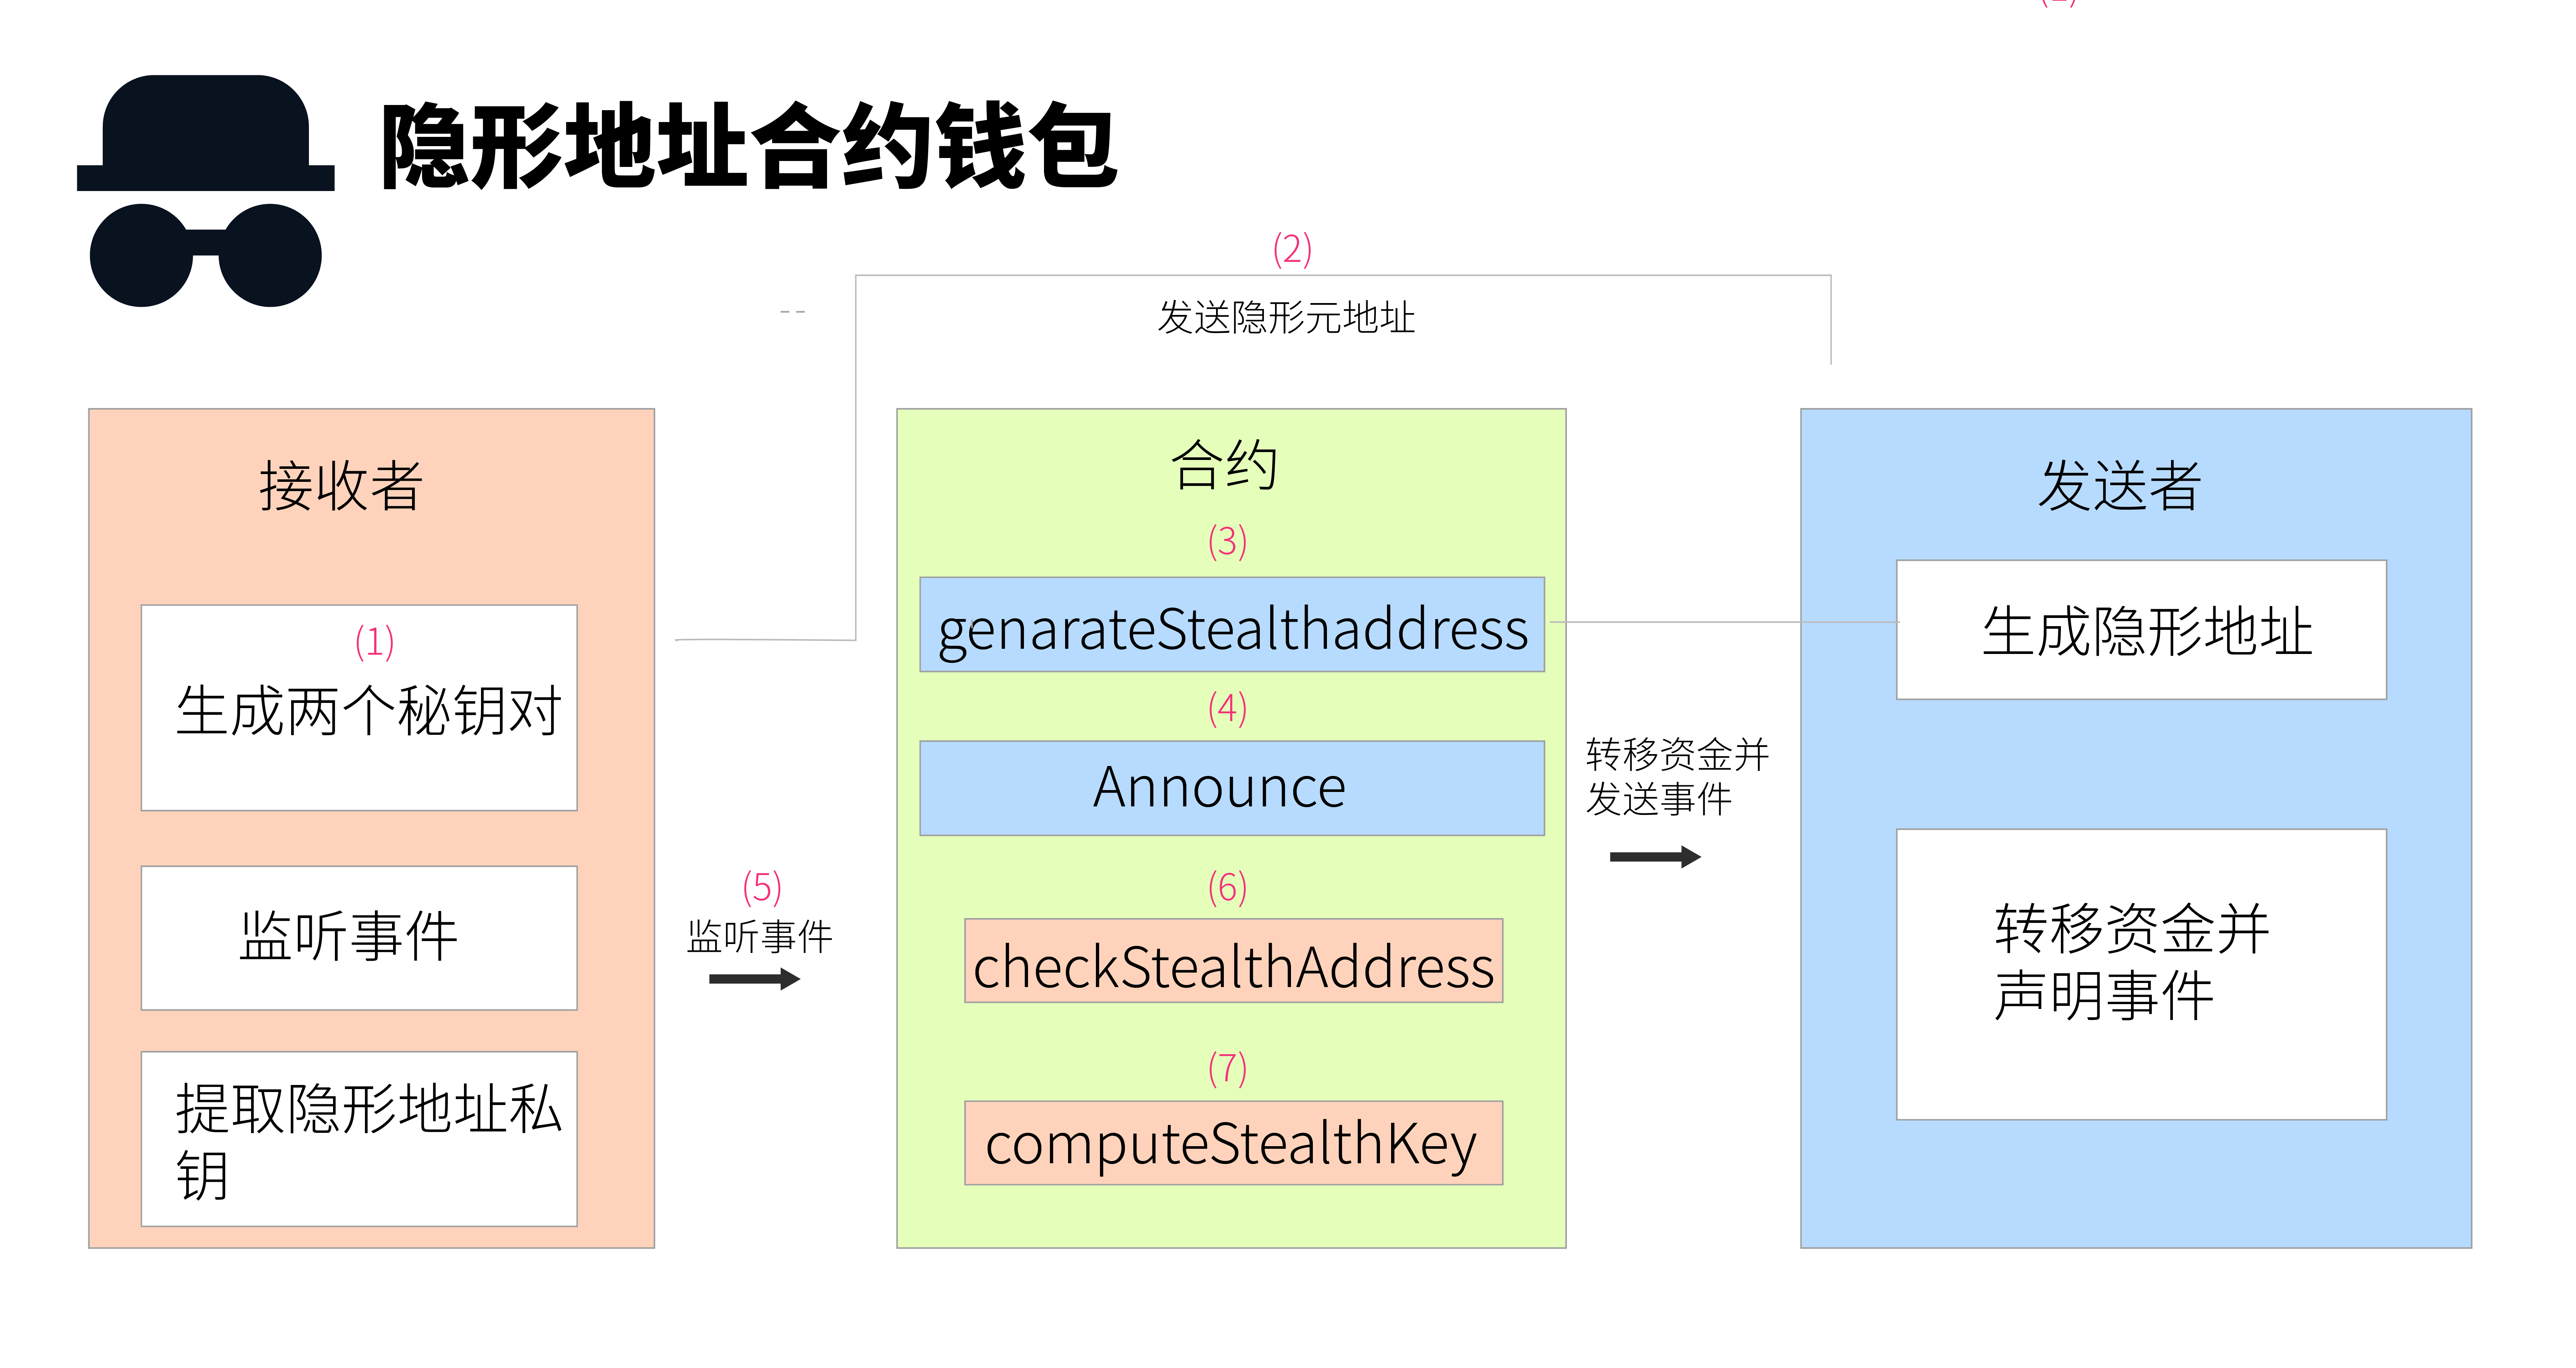 隐形地址合约钱包
(2)
发送隐形元地址
接收者
(1)
生成两个秘钥对
监听事件
提取隐形地址私
钥
(5)
监听事件
合约
(3)
genarateStealthaddress
(4)
Announce
(6)
checkStealthAddress
(7)
computeStealthKey
转移资金并
发送事件
发送者
生成隐形地址
转移资金并
声明事件